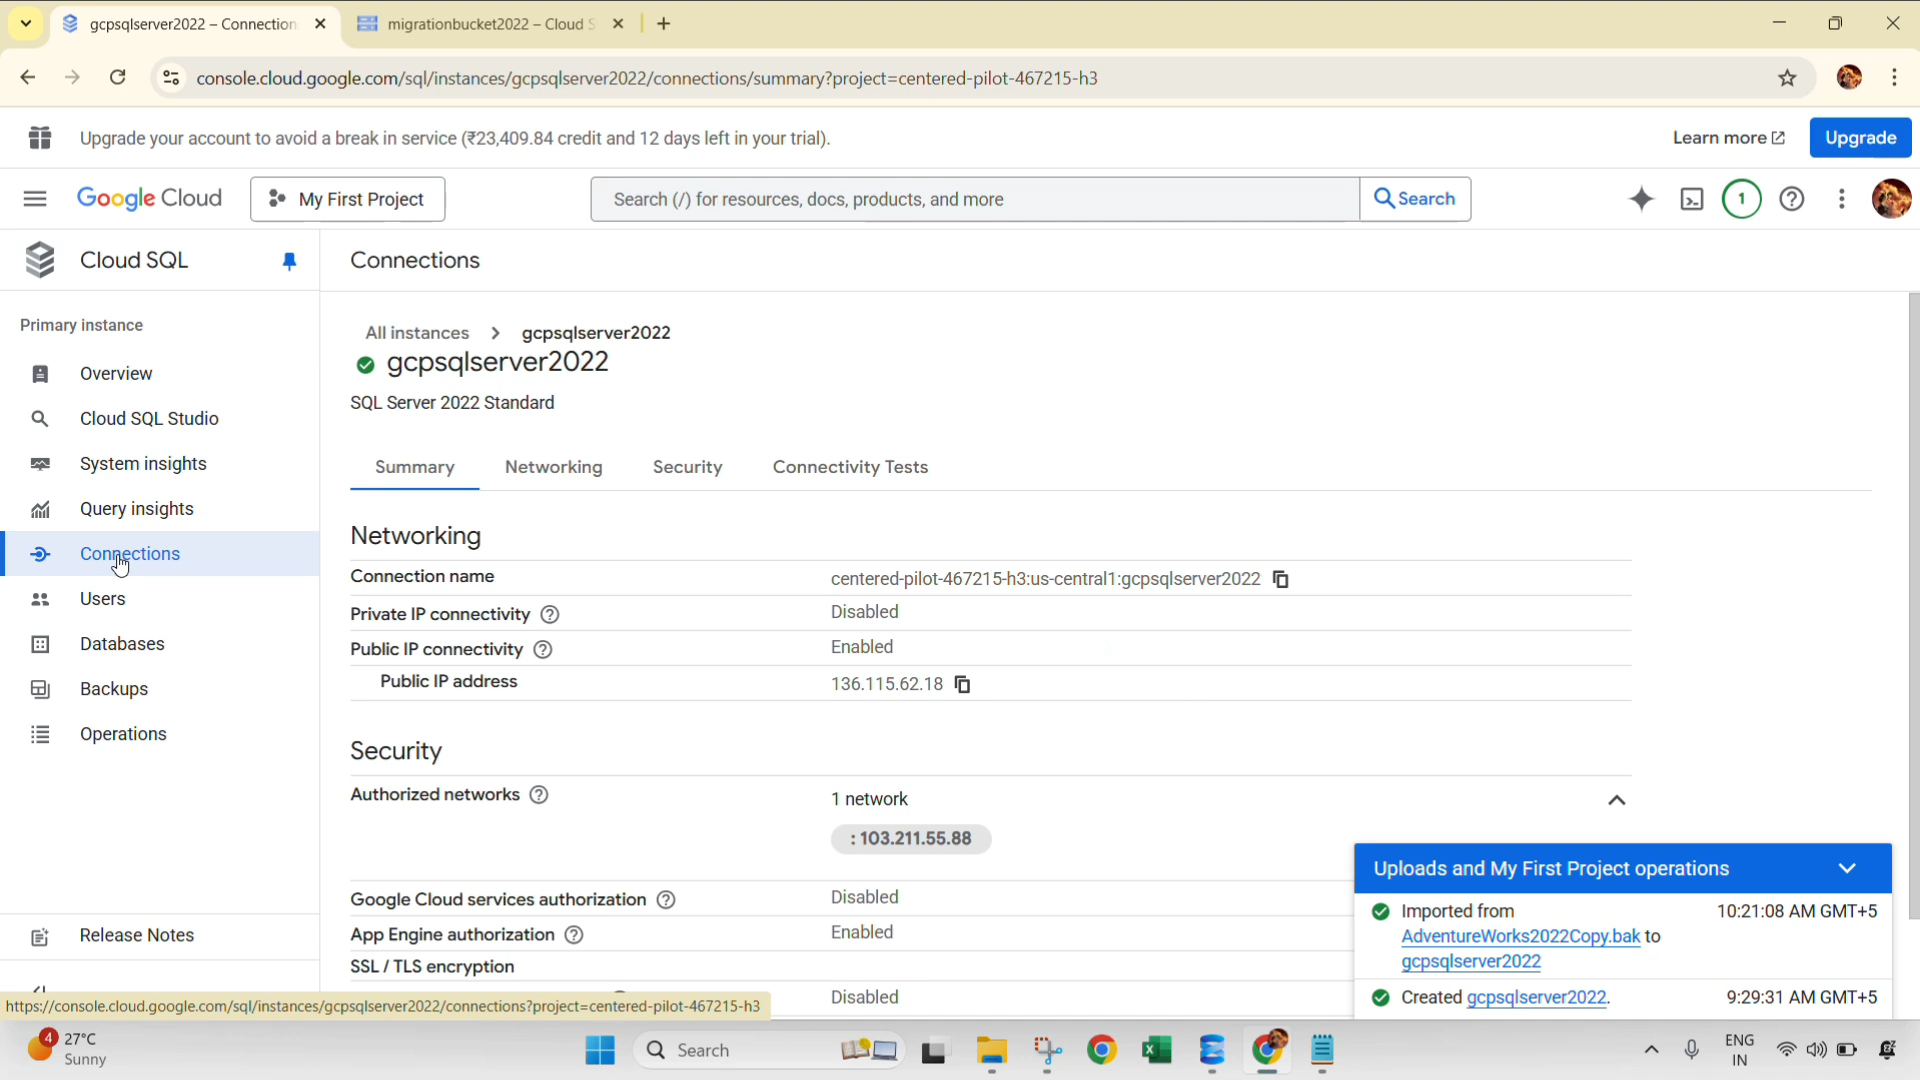 gcpsqlserver2022 – Connection
migrationbucket2022 – Cloud S
console.cloud.google.com/sql/instances/gcpsqlserver2022/connections/summary?project=centered-pilot-467215-h3
Upgrade your account to avoid a break in service (₹23,409.84 credit and 12 days left in your trial).
Learn more
Upgrade
Google Cloud
My First Project
Search (/) for resources, docs, products, and more
Search
1
Cloud SQL
Connections
Primary instance
Overview
Cloud SQL Studio
System insights
Query insights
Connections
Users
Databases
Backups
Operations
Release Notes
All instances > gcpsqlserver2022
gcpsqlserver2022
SQL Server 2022 Standard
Summary Networking Security Connectivity Tests
Networking
Connection name centered-pilot-467215-h3:us-central1:gcpsqlserver2022
Private IP connectivity Disabled
Public IP connectivity Enabled
Public IP address 136.115.62.18
Security
Authorized networks 1 network
: 103.211.55.88
Google Cloud services authorization Disabled
App Engine authorization Enabled
SSL / TLS encryption
Disabled
Uploads and My First Project operations
Imported from 10:21:08 AM GMT+5
AdventureWorks2022Copy.bak to
gcpsqlserver2022
Created gcpsqlserver2022. 9:29:31 AM GMT+5
https://console.cloud.google.com/sql/instances/gcpsqlserver2022/connections?project=centered-pilot-467215-h3
4
27°C
Sunny
Search
ENG
IN